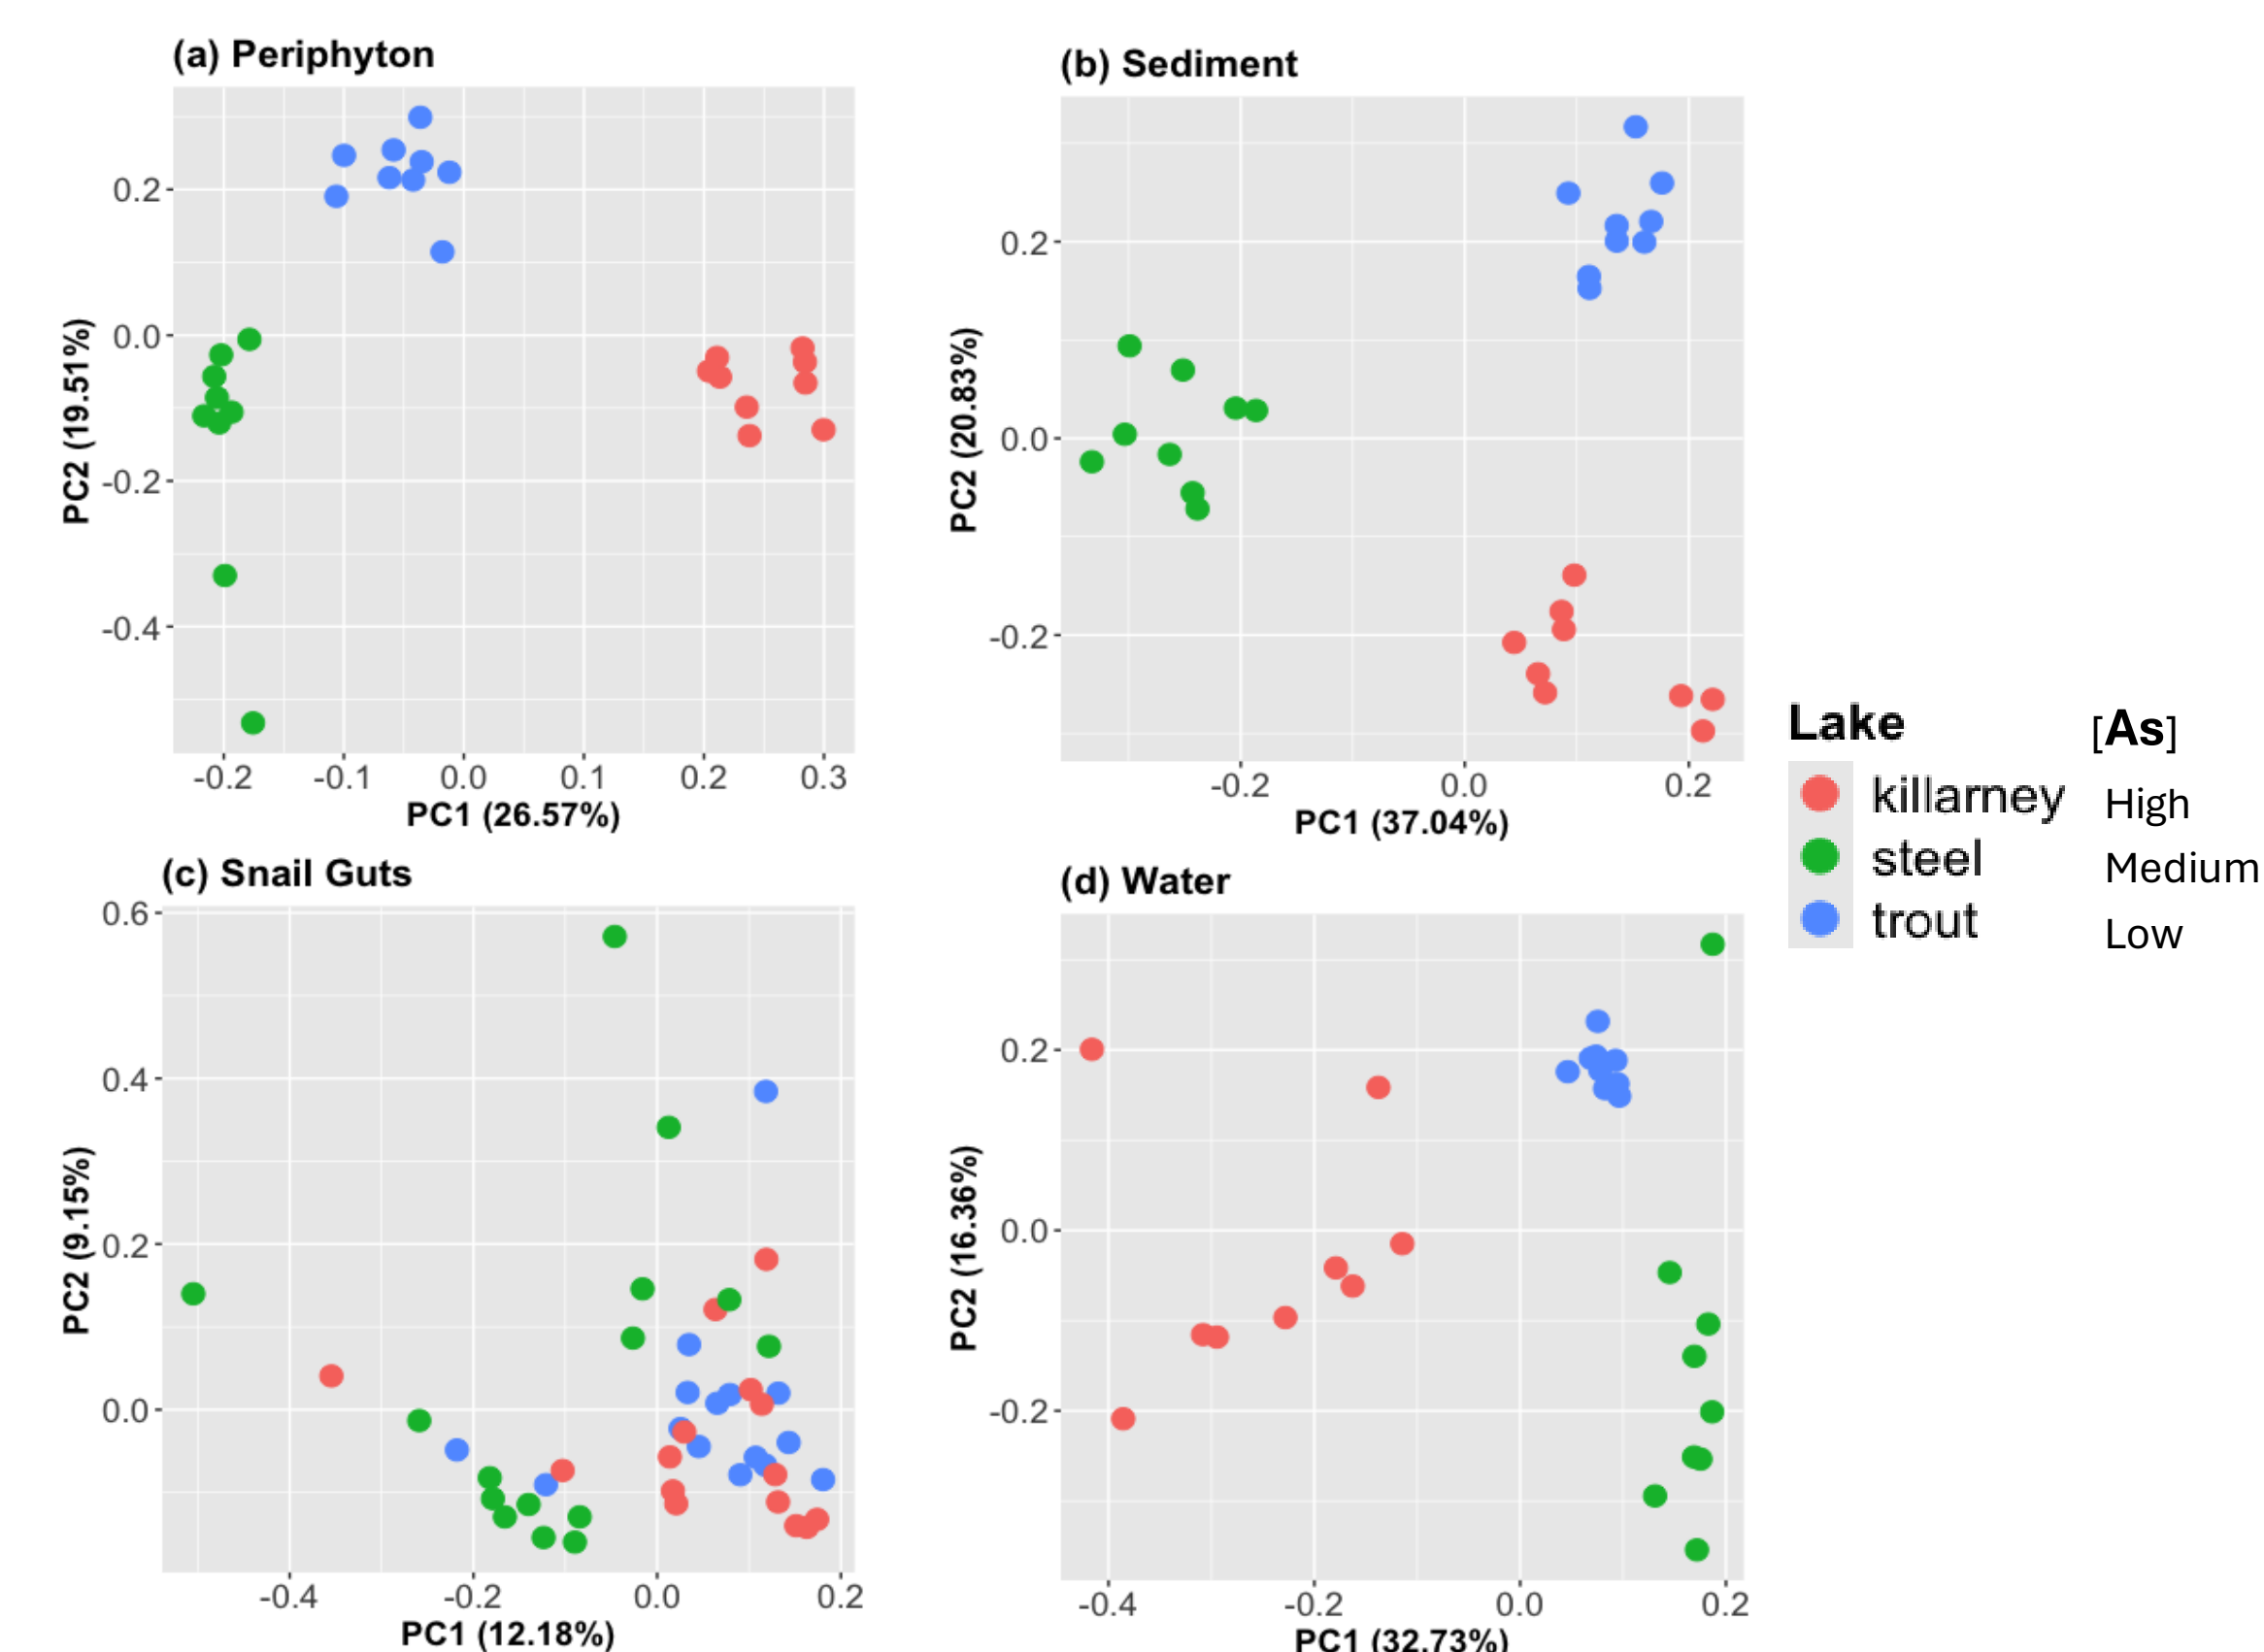 (a) Periphyton
0.2
0.0
-0.2
-0.4
PC2 (19.51%)
-0.2 -0.1 0.0 0.1 0.2 0.3
PC1 (26.57%)
(b) Sediment
0.2
0.0
-0.2
PC2 (20.83%)
-0.2 0.0 0.2
PC1 (37.04%)
(c) Snail Guts
0.6
0.4
0.2
0.0
PC2 (9.15%)
-0.4 -0.2 0.0 0.2
PC1 (12.18%)
(d) Water
0.2
0.0
-0.2
PC2 (16.36%)
-0.4 -0.2 0.0 0.2
PC1 (32.73%)
Lake [As]
killarney High
steel Medium
trout Low